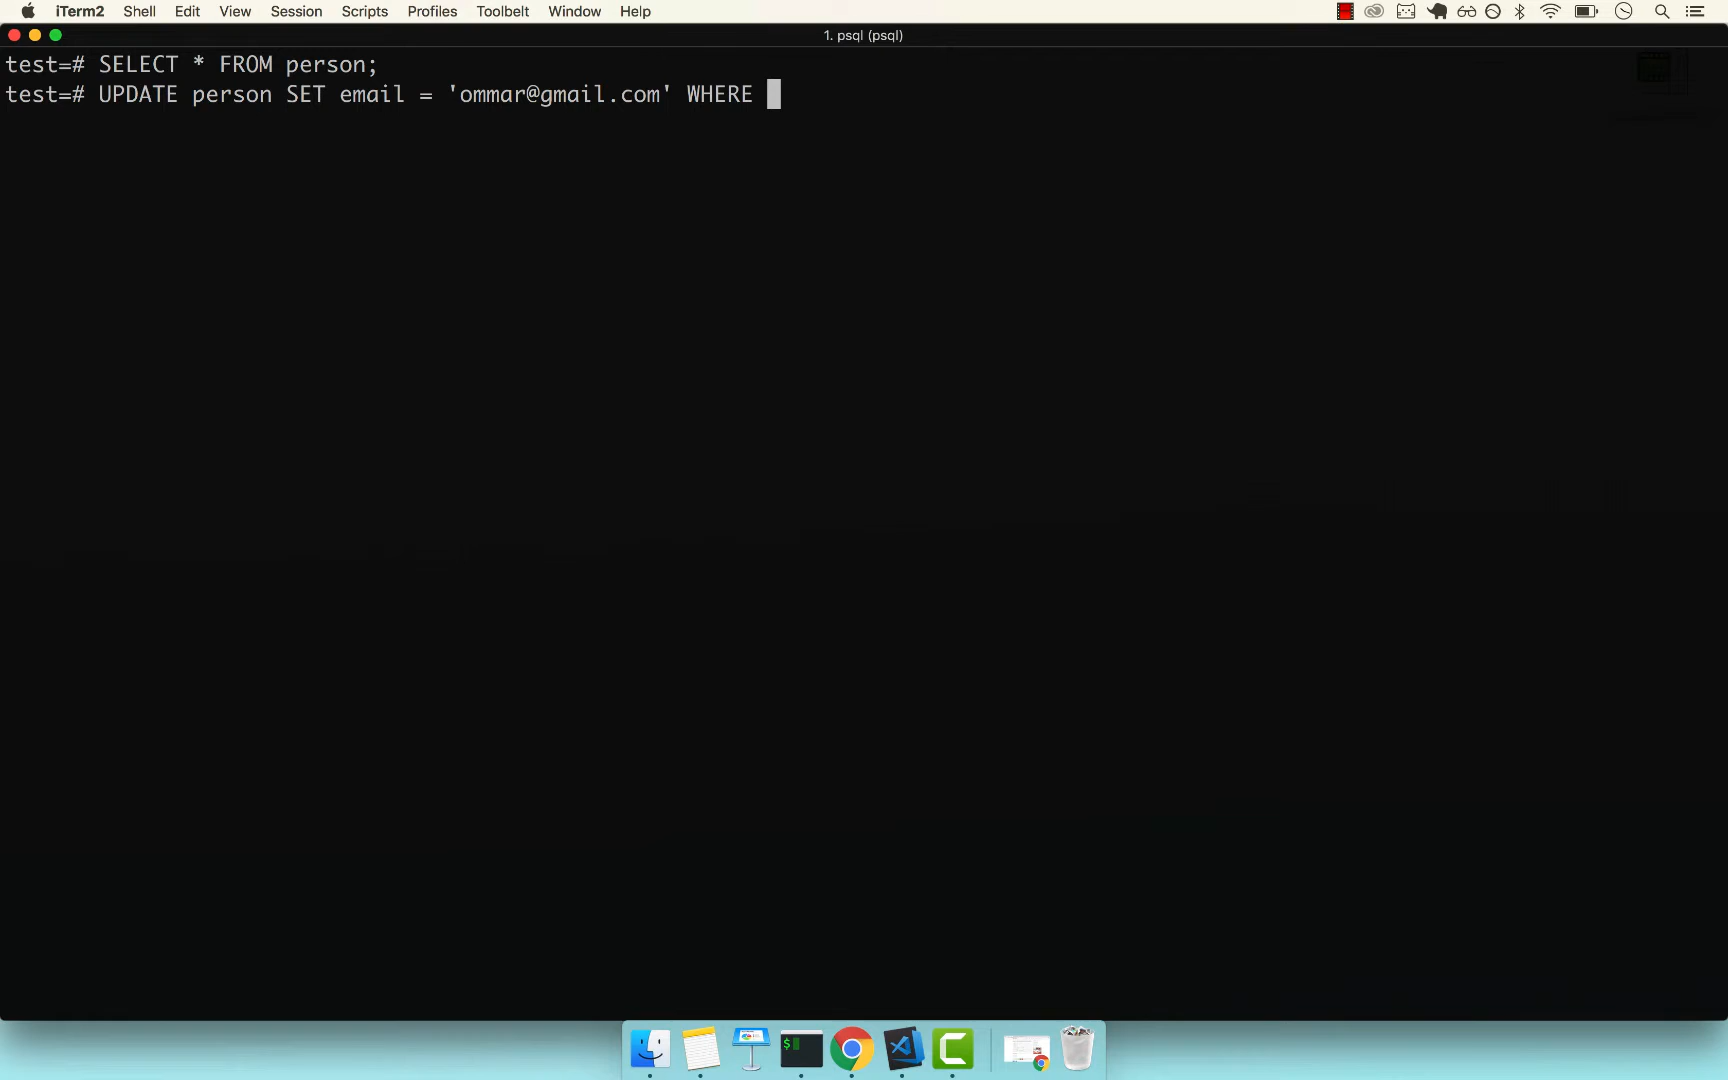 iTerm2 Shell Edit View Session Scripts Profiles Toolbelt Window Help
1. psql (psql)
test=# SELECT * FROM person;
test=# UPDATE person SET email = 'ommar@gmail.com' WHERE
$